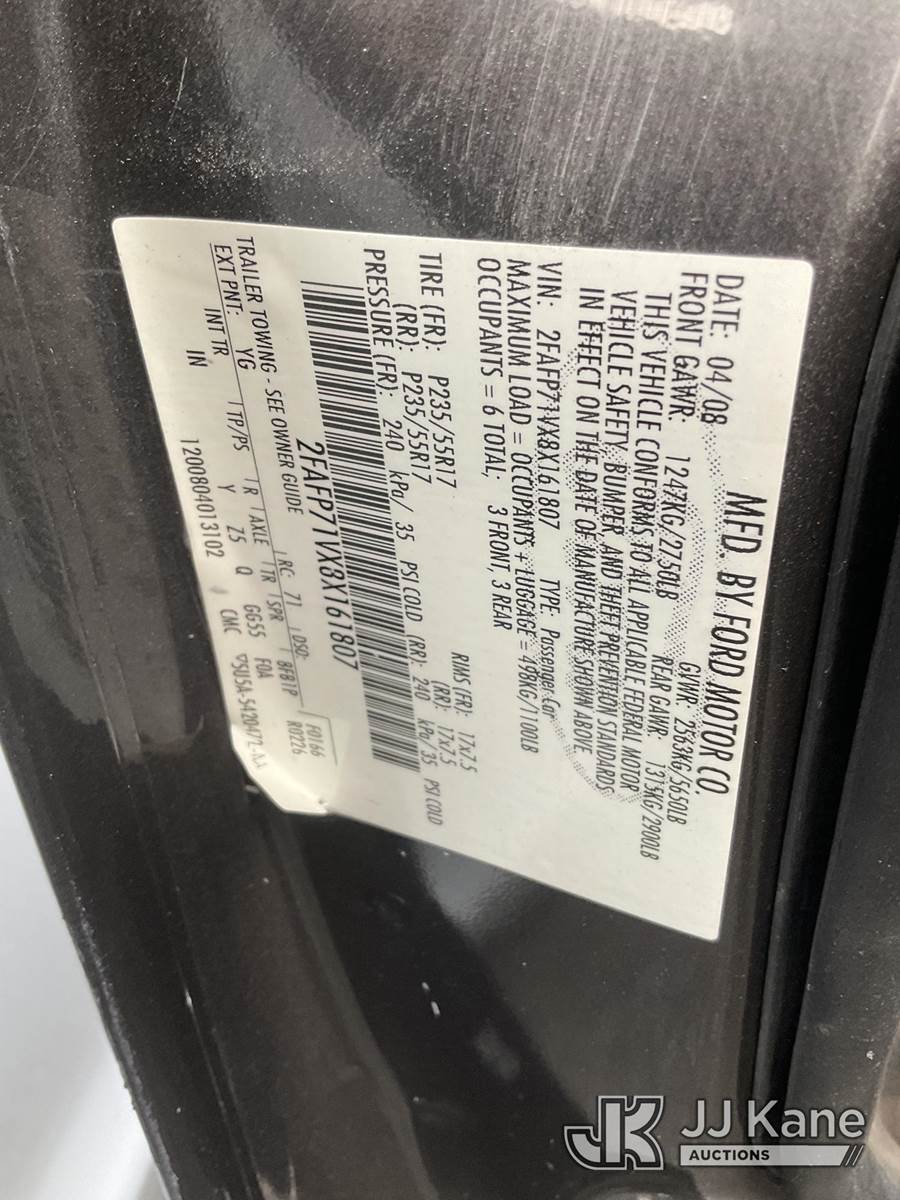 MFD. BY FORD MOTOR CO.
DATE: 04/08 GVWR: 2563KG/5650LB
FRONT GAWR: 1247KG/2750LB REAR GAWR: 1315KG/2900LB
THIS VEHICLE CONFORMS TO ALL APPLICABLE FEDERAL MOTOR
VEHICLE SAFETY, BUMPER, AND THEFT PREVENTION STANDARDS
IN EFFECT ON THE DATE OF MANUFACTURE SHOWN ABOVE.
VIN: 2FAFP71VX8X161807 TYPE: Passenger Car
MAXIMUM LOAD = OCCUPANTS + LUGGAGE = 498KG/1100LB
OCCUPANTS = 6 TOTAL; 3 FRONT, 3 REAR
TIRE (FR): P235/55R17 RIMS (FR): 17x7.5
(RR): P235/55R17 (RR): 17x7.5
PRESSURE (FR): 240 kPa/ 35 PSI COLD (RR): 240 kPa/35 PSI COLD
2FAFP71VX8X161807
TRAILER TOWING - SEE OWNER GUIDE RC: 71 DSO: F0166
EXT PNT: YG R0226
INT TR TP/PS R AXLE TR SPR BFB1P
IN Y Z5 Q GG55 FOA
120080401310​2 CMC
JK
JJ Kane
AUCTIONS